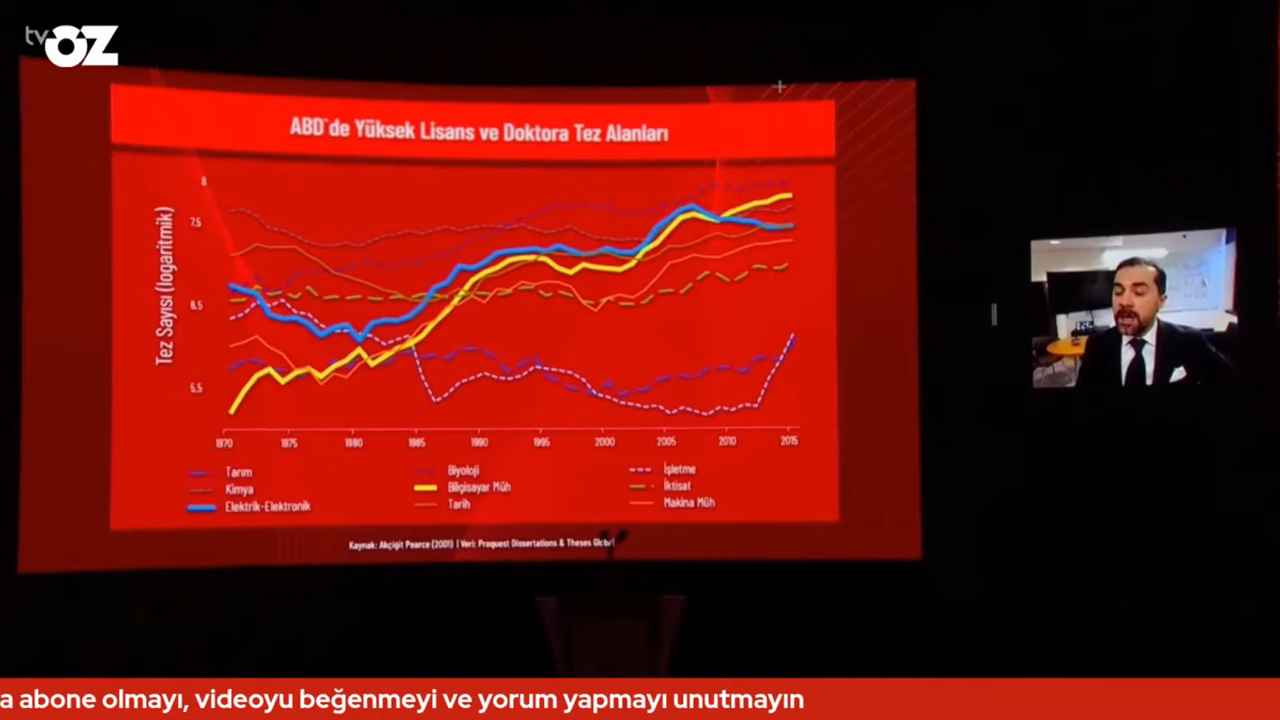 tv
OZ
ABD'de Yüksek Lisans ve Doktora Tez Alanları
Tez Sayısı (logaritmik)
8
7.5
6.5
5.5
1970 1975 1980 1985 1990 1995 2000 2005 2010 2015
Tarım Biyoloji İşletme
Kimya Bilgisayar Müh İktisat
Elektrik-Elektronik Tarih Makina Müh
Kaynak: Akçigit Pearce (2001) | Veri: Proquest Dissertations & Theses Global
a abone olmayı, videoyu beğenmeyi ve yorum yapmayı unutmayın